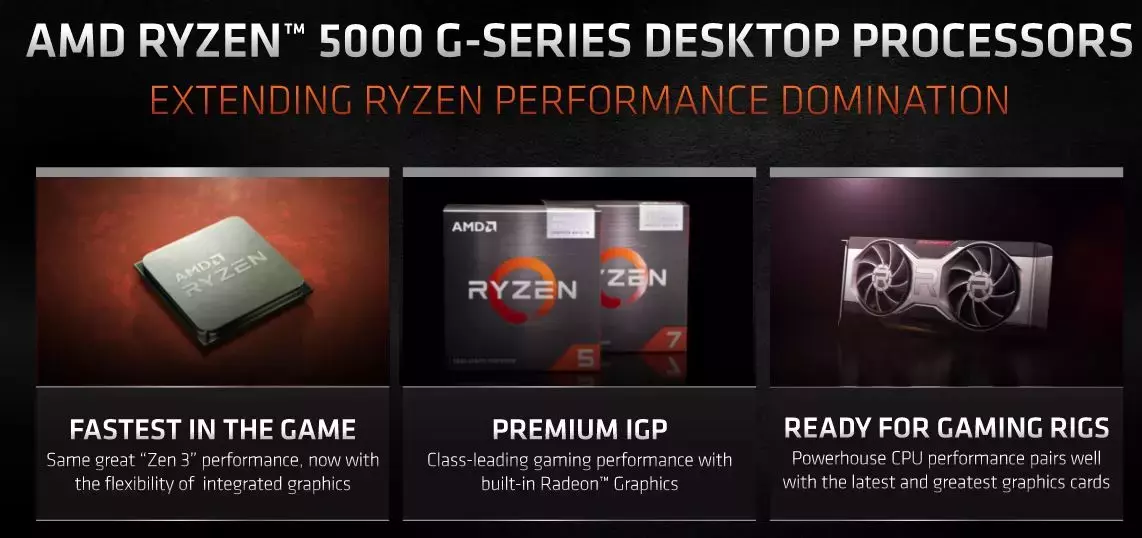 AMD RYZEN™ 5000 G-SERIES DESKTOP PROCESSORS
EXTENDING RYZEN PERFORMANCE DOMINATION
AMD
RYZEN
AMD
RYZEN
5
RYZEN
7
R
R
R
FASTEST IN THE GAME
Same great “Zen 3” performance, now with
the flexibility of integrated graphics
PREMIUM IGP
Class-leading gaming performance with
built-in Radeon™ Graphics
READY FOR GAMING RIGS
Powerhouse CPU performance pairs well
with the latest and greatest graphics cards